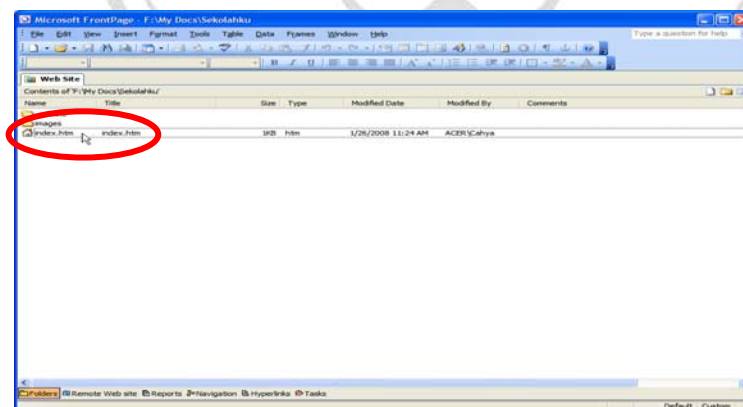 Microsoft FrontPage - F:\My Docs\Sekolahku
File Edit View Insert Format Tools Table Data Frames Window Help
Type a question for help
Web Site
Contents of 'F:\My Docs\Sekolahku'
Name Title Size Type Modified Date Modified By Comments
images
index.htm index.htm 1KB htm 1/26/2008 11:24 AM ACER\Cahya
Folders Remote Web site Reports Navigation Hyperlinks Tasks
Default Custom